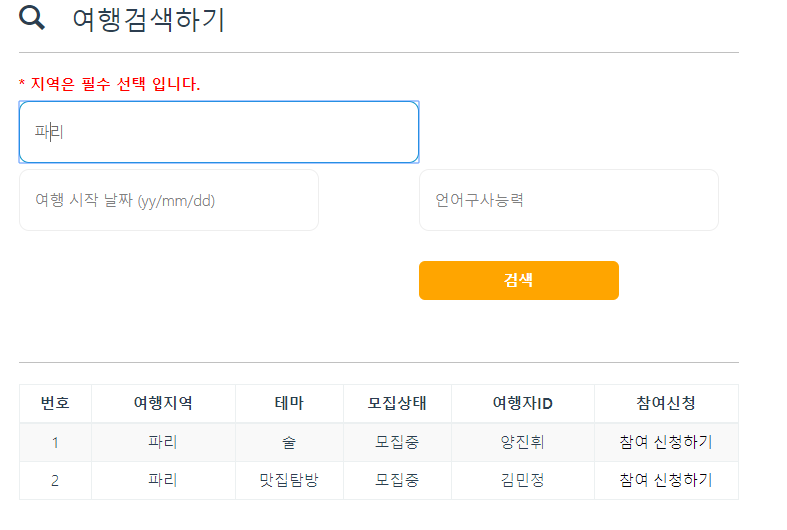 여행검색하기
* 지역은 필수 선택 입니다.
파리
여행 시작 날짜 (yy/mm/dd) 언어구사능력
검색
번호 여행지역 테마 모집상태 여행자ID 참여신청
1 파리 술 모집중 양진휘 참여 신청하기
2 파리 맛집탐방 모집중 김민정 참여 신청하기